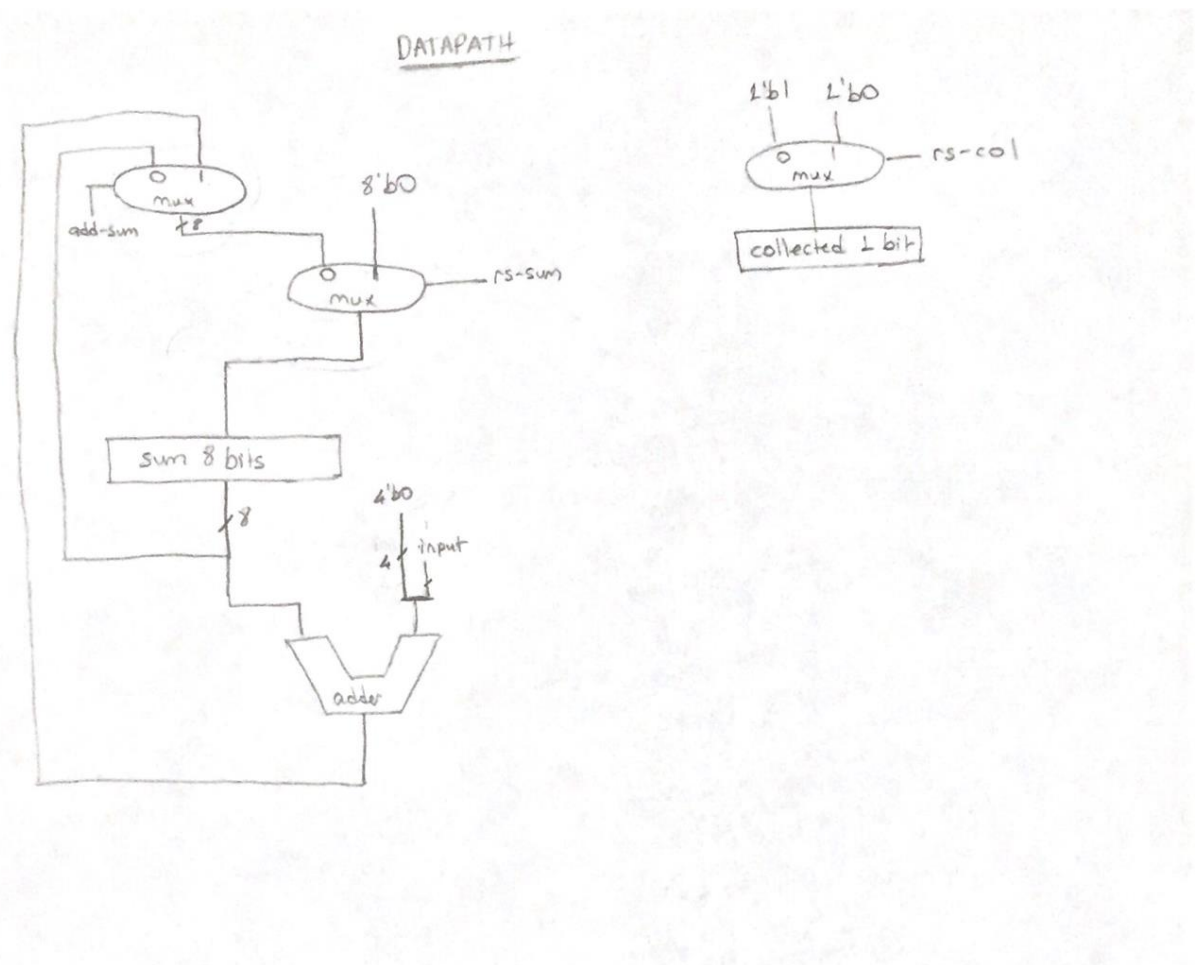 DATAPATH
1'b1 1'b0
0 1
mux
rs-col
collected 1 bit
0 1
mux
add-sum
8
8'b0
0
mux
rs-sum
sum 8 bits
8
4'b0
4
input
adder